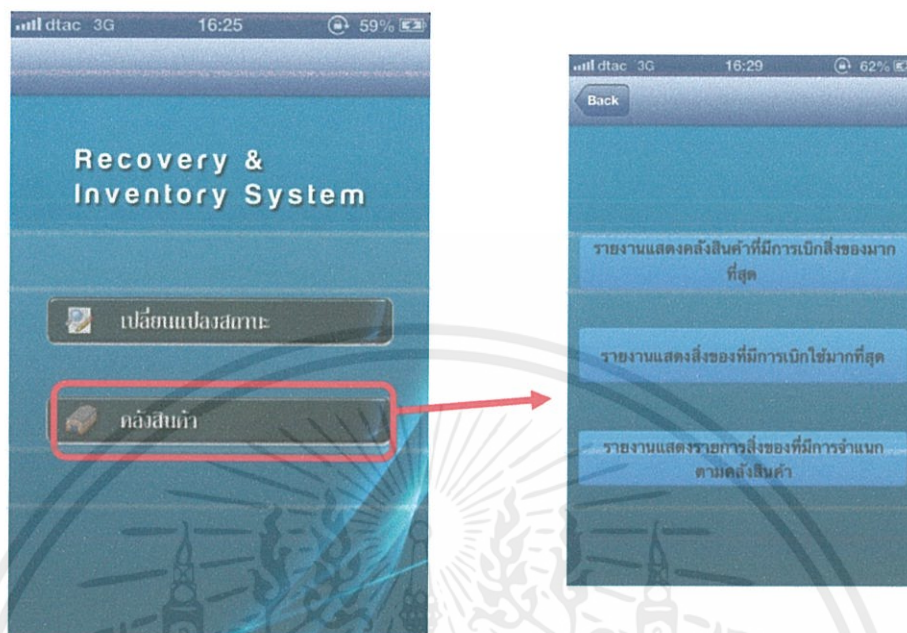 dtac 3G 16:25 59%
Recovery &
Inventory System
เปลี่ยนแปลงสถานะ
คลังสินค้า
dtac 3G 16:29 62%
Back
รายงานแสดงคลังสินค้าที่มีการเบิกสิ่งของมาก
ที่สุด
รายงานแสดงสิ่งของที่มีการเบิกใช้มากที่สุด
รายงานแสดงรายการสิ่งของที่มีการจำแนก
ตามคลังสินค้า